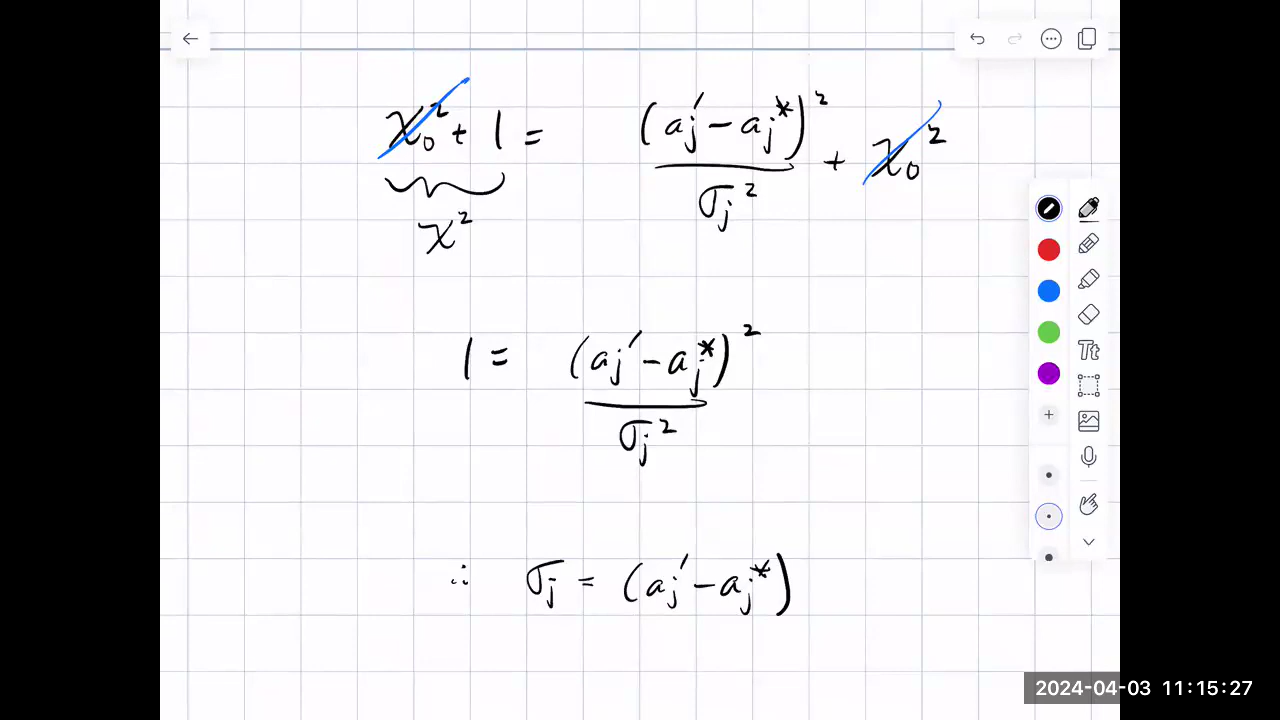 χ₀² + 1 = (aj′ − aj*)² / σj² + χ₀²
χ²
1 = (aj′ − aj*)² / σj²
∴ σj = (aj′ − aj*)
Tt
2024-04-03 11:15:27